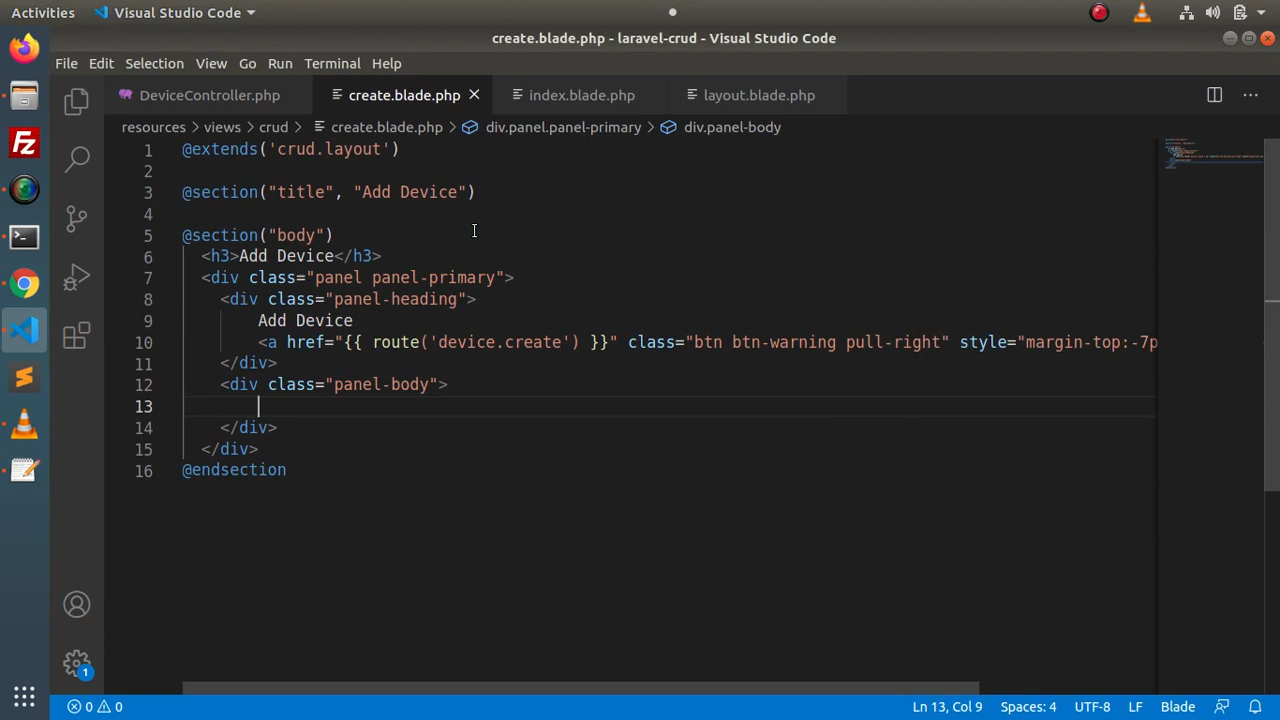 Activities Visual Studio Code
create.blade.php - laravel-crud - Visual Studio Code
File Edit Selection View Go Run Terminal Help
DeviceController.php create.blade.php index.blade.php layout.blade.php
resources > views > crud > create.blade.php > div.panel.panel-primary > div.panel-body
1 @extends('crud.layout')
2
3 @section("title", "Add Device")
4
5 @section("body")
6 <h3>Add Device</h3>
7 <div class="panel panel-primary">
8 <div class="panel-heading">
9 Add Device
10 <a href="{{ route('device.create') }}" class="btn btn-warning pull-right" style="margin-top:-7p
11 </div>
12 <div class="panel-body">
13
14 </div>
15 </div>
16 @endsection
1
0 0 Ln 13, Col 9 Spaces: 4 UTF-8 LF Blade